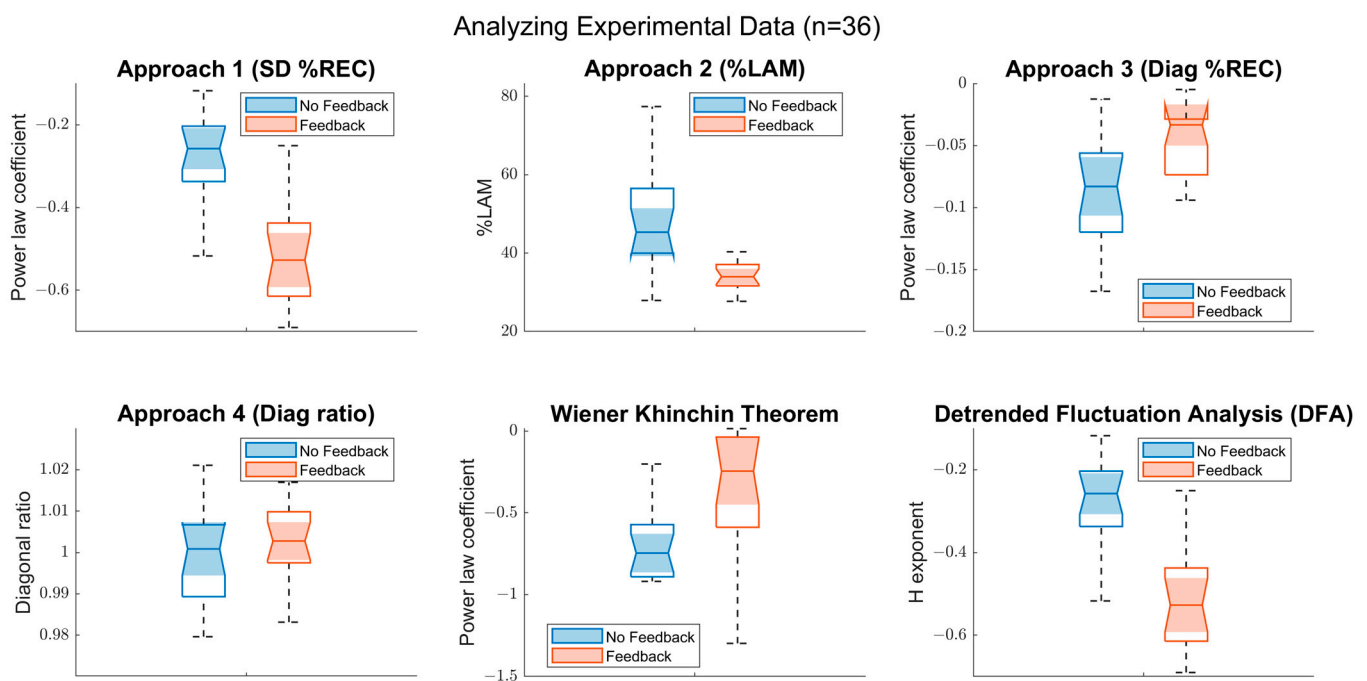 Analyzing Experimental Data (n=36)
Approach 1 (SD %REC)
Power law coefficient
−0.2
−0.4
−0.6
No Feedback
Feedback
Approach 2 (%LAM)
%LAM
80
60
40
20
No Feedback
Feedback
Approach 3 (Diag %REC)
Power law coefficient
0
−0.05
−0.1
−0.15
−0.2
No Feedback
Feedback
Approach 4 (Diag ratio)
Diagonal ratio
1.02
1.01
1
0.99
0.98
No Feedback
Feedback
Wiener Khinchin Theorem
Power law coefficient
0
−0.5
−1
−1.5
No Feedback
Feedback
Detrended Fluctuation Analysis (DFA)
H exponent
−0.2
−0.4
−0.6
No Feedback
Feedback